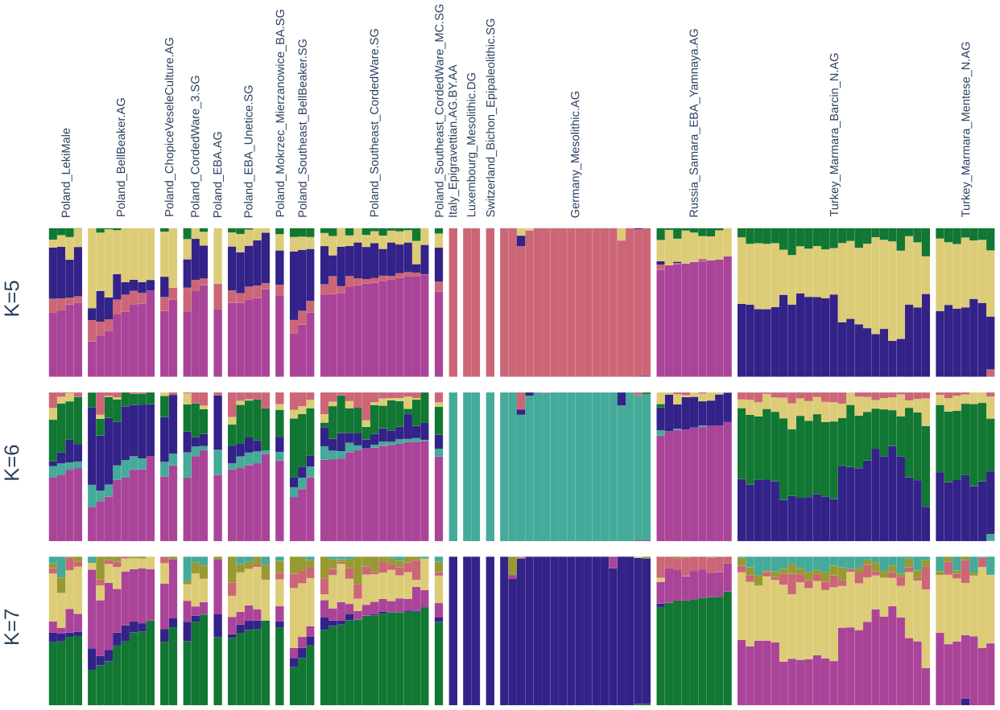 Poland_LekiMale
Poland_BellBeaker.AG
Poland_ChopiceVeseleCulture.AG
Poland_CordedWare_3.SG
Poland_EBA.AG
Poland_EBA_Unetice.SG
Poland_Mokrzec_Mierzanowice_BA.SG
Poland_Southeast_BellBeaker.SG
Poland_Southeast_CordedWare.SG
Poland_Southeast_CordedWare_MC.SG
Italy_Epigravettian.AG.BY.AA
Luxembourg_Mesolithic.DG
Switzerland_Bichon_Epipaleolithic.SG
Germany_Mesolithic.AG
Russia_Samara_EBA_Yamnaya.AG
Turkey_Marmara_Barcin_N.AG
Turkey_Marmara_Mentese_N.AG
K=5
K=6
K=7